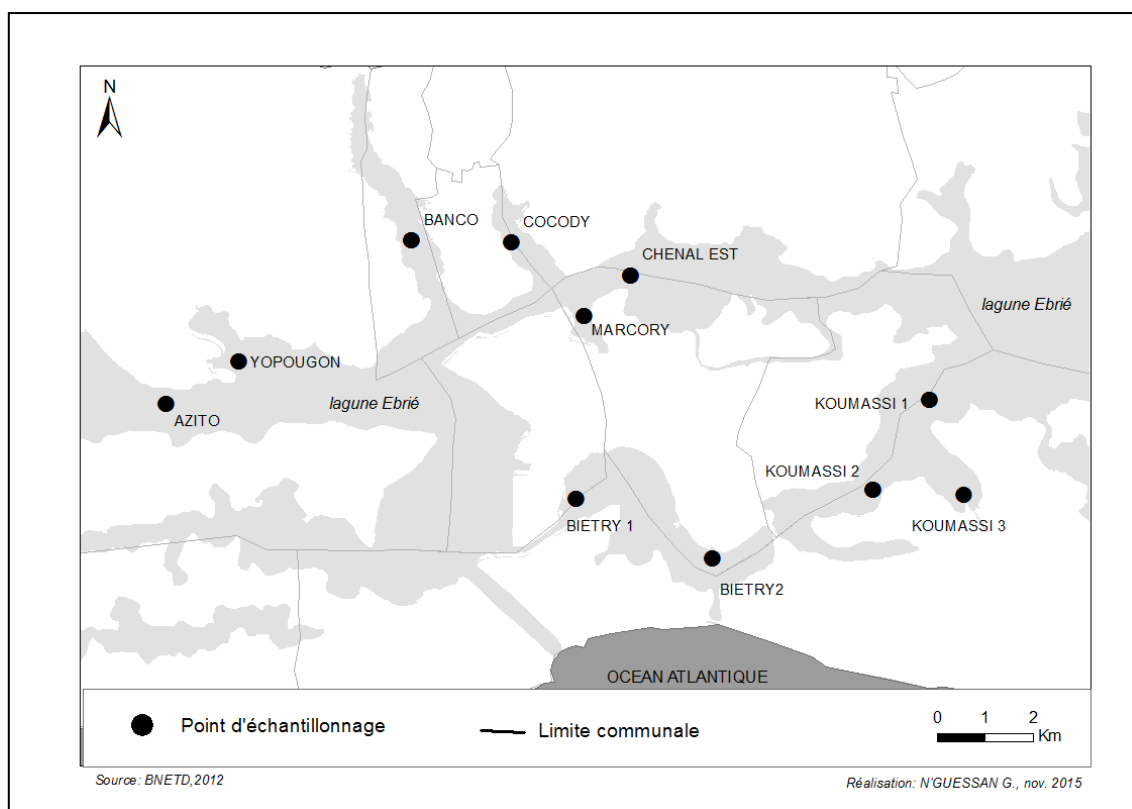 N
BANCO
COCODY
CHENAL EST
lagune Ebrié
MARCORY
YOPOUGON
lagune Ebrié
AZITO
KOUMASSI 1
KOUMASSI 2
BIETRY 1
KOUMASSI 3
BIETRY2
OCEAN ATLANTIQUE
Point d'échantillonnage
Limite communale
0 1 2
Km
Source: BNETD,2012
Réalisation: N'GUESSAN G., nov. 2015